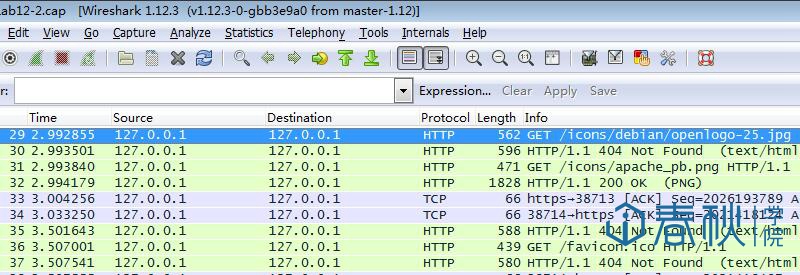 ab12-2.cap [Wireshark 1.12.3 (v1.12.3-0-gbb3e9a0 from master-1.12)]
View Go Capture Analyze Statistics Telephony Tools Internals Help
r: Expression... Clear Apply Save
Time Source Destination Protocol Length Info
29 2.992855 127.0.0.1 127.0.0.1 HTTP 562 GET /icons/debian/openlogo-25.jpg
30 2.993501 127.0.0.1 127.0.0.1 HTTP 596 HTTP/1.1 404 Not Found (text/html
31 2.993840 127.0.0.1 127.0.0.1 HTTP 471 GET /icons/apache_pb.png HTTP/1.1
32 2.994179 127.0.0.1 127.0.0.1 HTTP 1828 HTTP/1.1 200 OK (PNG)
33 3.004256 127.0.0.1 127.0.0.1 TCP 66 https→38713 [ACK] Seq=2026193789 A
34 3.033250 127.0.0.1 127.0.0.1 TCP 66 38714→https [ACK]
35 3.501643 127.0.0.1 127.0.0.1 HTTP 588 HTTP/1.1 404 Not Found (text/html
36 3.507001 127.0.0.1 127.0.0.1 HTTP 439 GET /favicon.ico HTTP/1.1
37 3.507541 127.0.0.1 127.0.0.1 HTTP 580 HTTP/1.1 404 Not Found (text/html
春秋学院